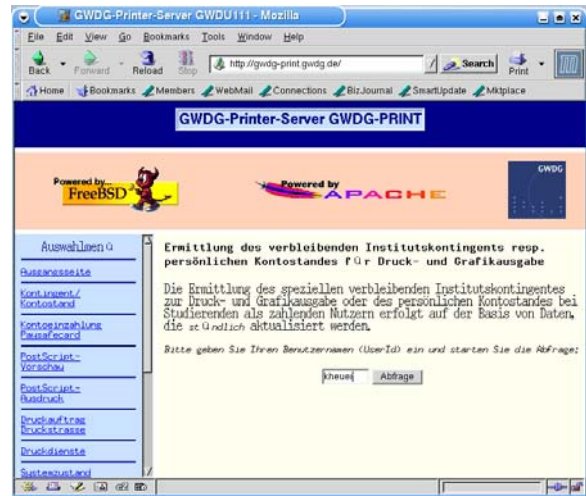 GWDG-Printer-Server GWDU111 - Mozilla
File Edit View Go Bookmarks Tools Window Help
Back Forward Reload Stop http://gwdg-print.gwdg.de/ Search Print
Home Bookmarks Members WebMail Connections BizJournal SmartUpdate Mktplace
GWDG-Printer-Server GWDG-PRINT
Powered by... FreeBSD
Powered by APACHE
GWDG
Auswahlmen ü
Ausgangsseite
Kontingent/
Kontostand
Kontoeinzahlung
Pausafecard
PostScript-
Vorschau
PostScript-
Ausdruck
Druckauftrag
Druckstrasse
Druckdienste
Systemzustand
Ermittlung des verbleibenden Institutskontingents resp.
persönlichen Kontostandes f ü r Druck- und Grafikausgabe
Die Ermittlung des speziellen verbleibenden Institutskontingentes
zur Druck- und Grafikausgabe oder des persönlichen Kontostandes bei
Studierenden als zahlenden Nutzern erfolgt auf der Basis von Daten,
die st ü ndlich aktualisiert werden.
Bitte geben Sie Ihren Benutzernamen (UserId) ein und starten Sie die Abfrage:
kheuer Abfrage